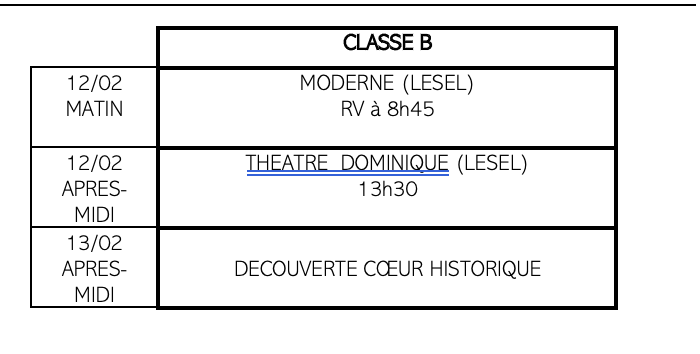 CLASSE B
12/02
MATIN
MODERNE (LESEL)
RV à 8h45
12/02
APRES-
MIDI
THEATRE DOMINIQUE (LESEL)
13h30
13/02
APRES-
MIDI
DECOUVERTE CŒUR HISTORIQUE